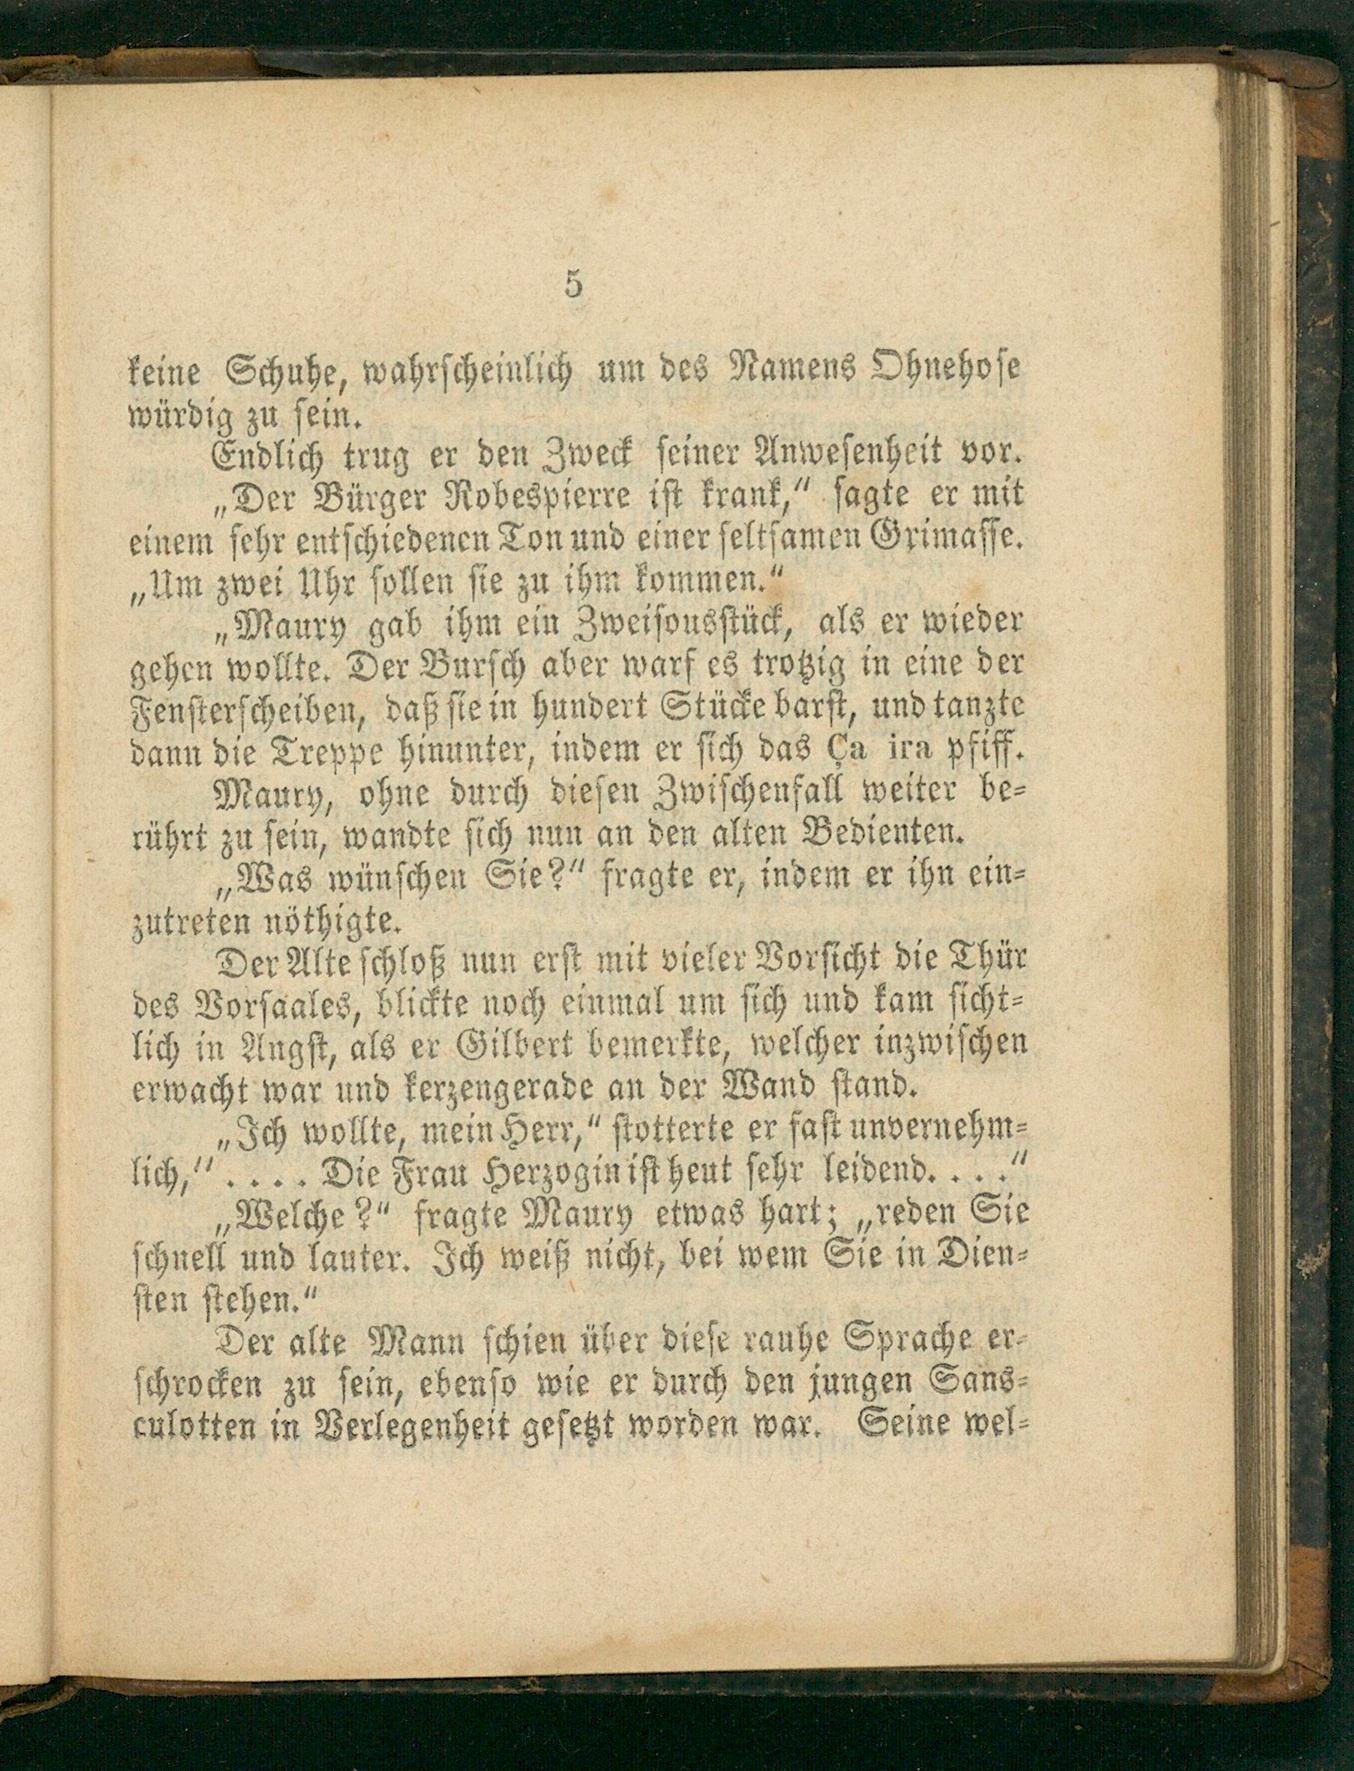 5
keine Schuhe, wahrscheinlich um des Namens Ohnehose
würdig zu sein.
Endlich trug er den Zweck seiner Anwesenheit vor.
„Der Bürger Robespierre ist krank,“ sagte er mit
einem sehr entschiedenen Ton und einer seltsamen Grimasse.
„Um zwei Uhr sollen sie zu ihm kommen.“
„Maury gab ihm ein Zweisousstück, als er wieder
gehen wollte. Der Bursch aber warf es trotzig in eine der
Fensterscheiben, daß sie in hundert Stücke barst, und tanzte
dann die Treppe hinunter, indem er sich das Ça ira pfiff.
Maury, ohne durch diesen Zwischenfall weiter be-
rührt zu sein, wandte sich nun an den alten Bedienten.
„Was wünschen Sie?“ fragte er, indem er ihn ein-
zutreten nöthigte.
Der Alte schloß nun erst mit vieler Vorsicht die Thür
des Vorsaales, blickte noch einmal um sich und kam sicht-
lich in Angst, als er Gilbert bemerkte, welcher inzwischen
erwacht war und kerzengerade an der Wand stand.
„Ich wollte, mein Herr,“ stotterte er fast unvernehm-
lich,“ . . . . Die Frau Herzogin ist heut sehr leidend. . . .“
„Welche?“ fragte Maury etwas hart; „reden Sie
schnell und lauter. Ich weiß nicht, bei wem Sie in Dien-
sten stehen.“
Der alte Mann schien über diese rauhe Sprache er-
schrocken zu sein, ebenso wie er durch den jungen Sans-
culotten in Verlegenheit gesetzt worden war. Seine wel-